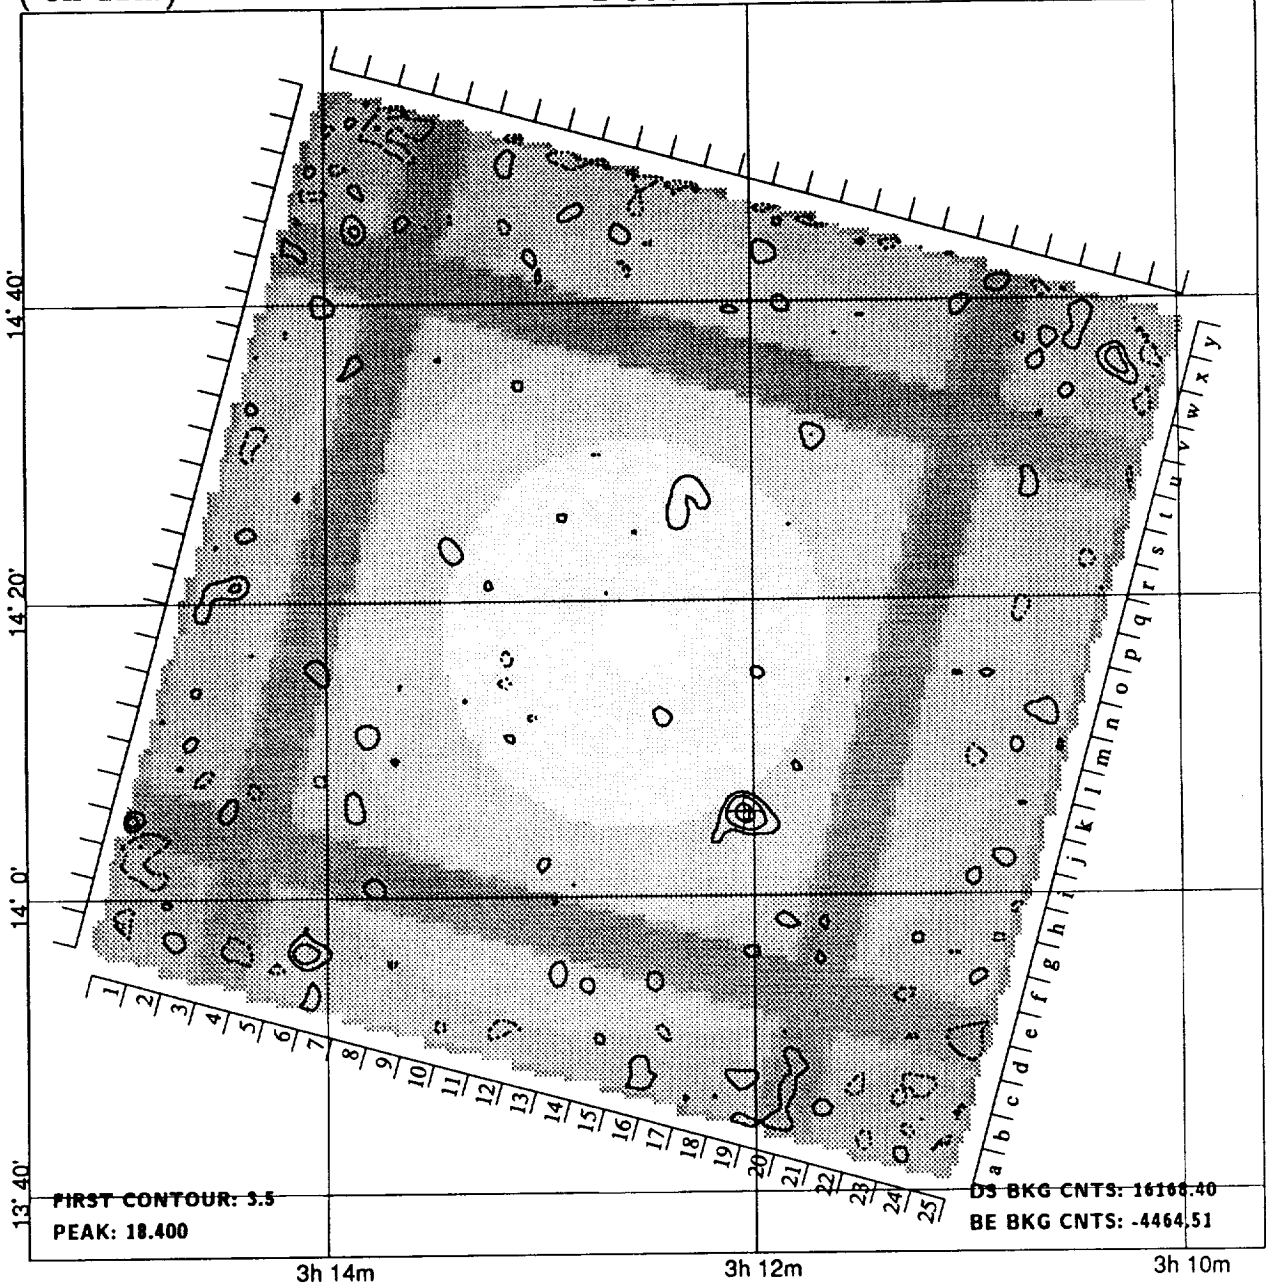 14° 40'
14° 20'
14° 0'
13° 40'
y
x
w
v
u
t
s
r
q
p
o
n
m
l
k
j
i
h
g
f
e
d
c
b
a
1
2
3
4
5
6
7
8
9
10
11
12
13
14
15
16
17
18
19
20
21
22
23
24
25
FIRST CONTOUR: 3.5
PEAK: 18.400
DS BKG CNTS: 16168.40
BE BKG CNTS: -4464.51
3h 14m
3h 12m
3h 10m